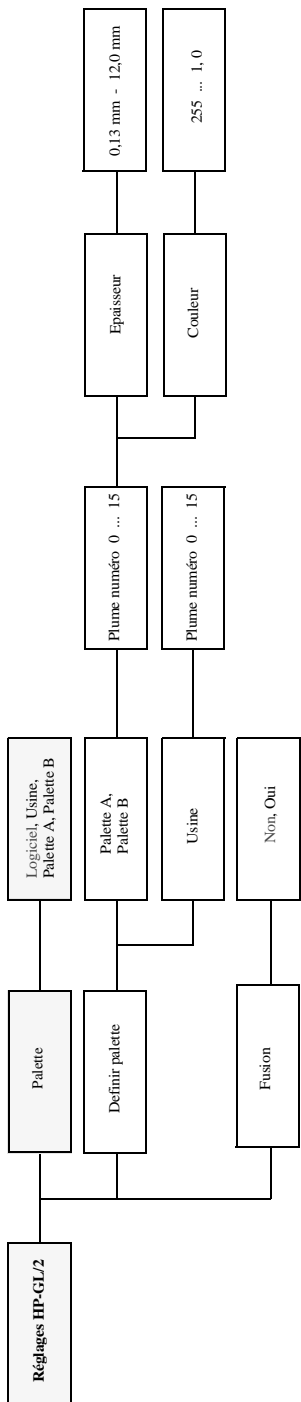 Réglages HP-GL/2
Palette
Logiciel, Usine,
Palette A, Palette B
Definir palette
Palette A,
Palette B
Plume numéro 0 ... 15
Epaisseur
0,13 mm - 12,0 mm
Couleur
255 ... 1, 0
Usine
Plume numéro 0 ... 15
Fusion
Non, Oui